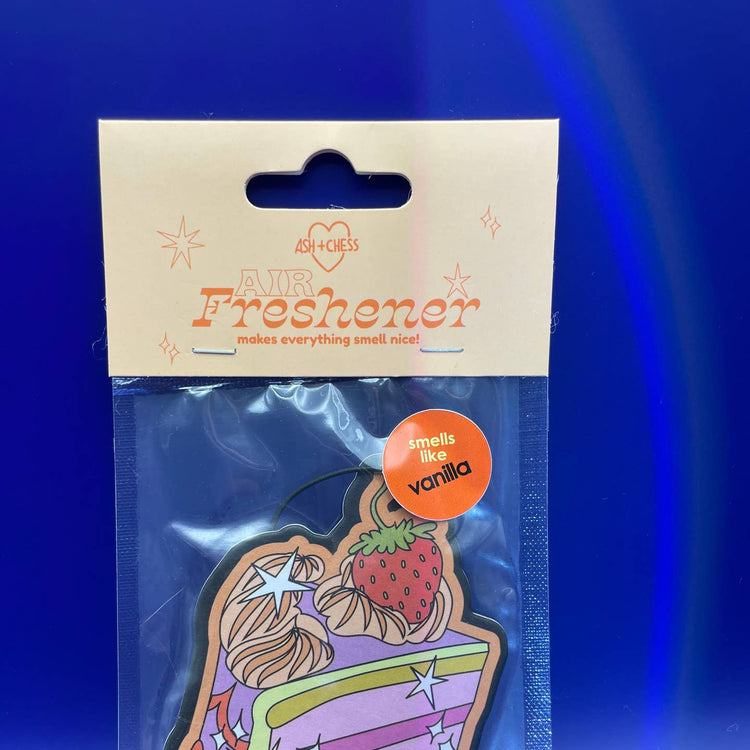 ASH + CHESS
AIR
Freshener
makes everything smell nice!
smells
like
vanilla